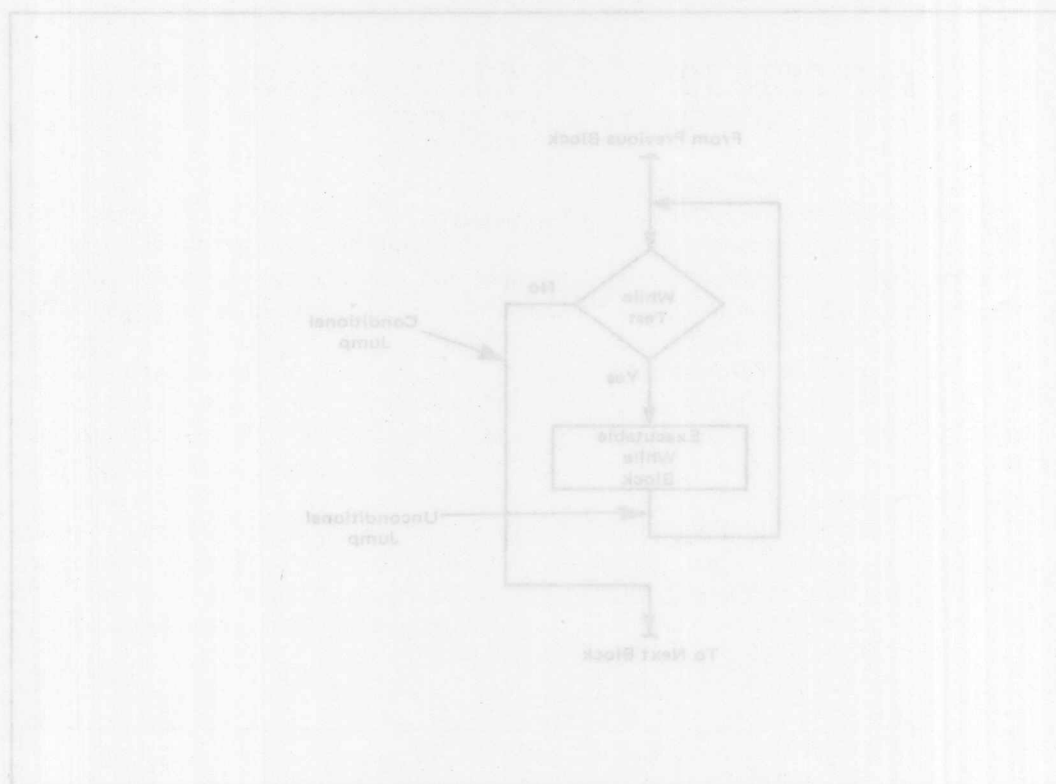 From Previous Block
No
While
Test
Conditional
Jump
Yes
Executable
While
Block
Unconditional
Jump
To Next Block